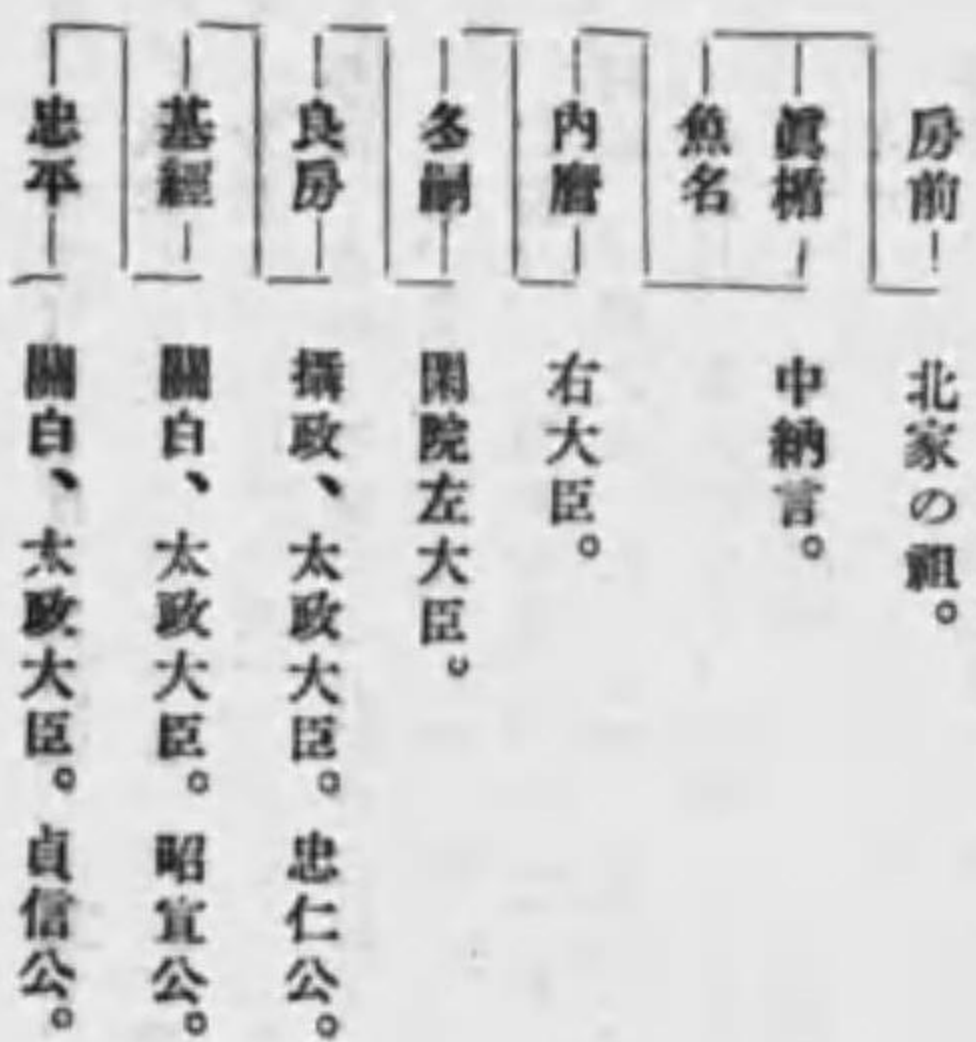 房前 北家の祖。
眞楯 中納言。
魚名
內麿 右大臣。
冬嗣 閑院左大臣。
良房 攝政、太政大臣。忠仁公。
基經 關白、太政大臣。昭宣公。
忠平 關白、太政大臣。貞信公。